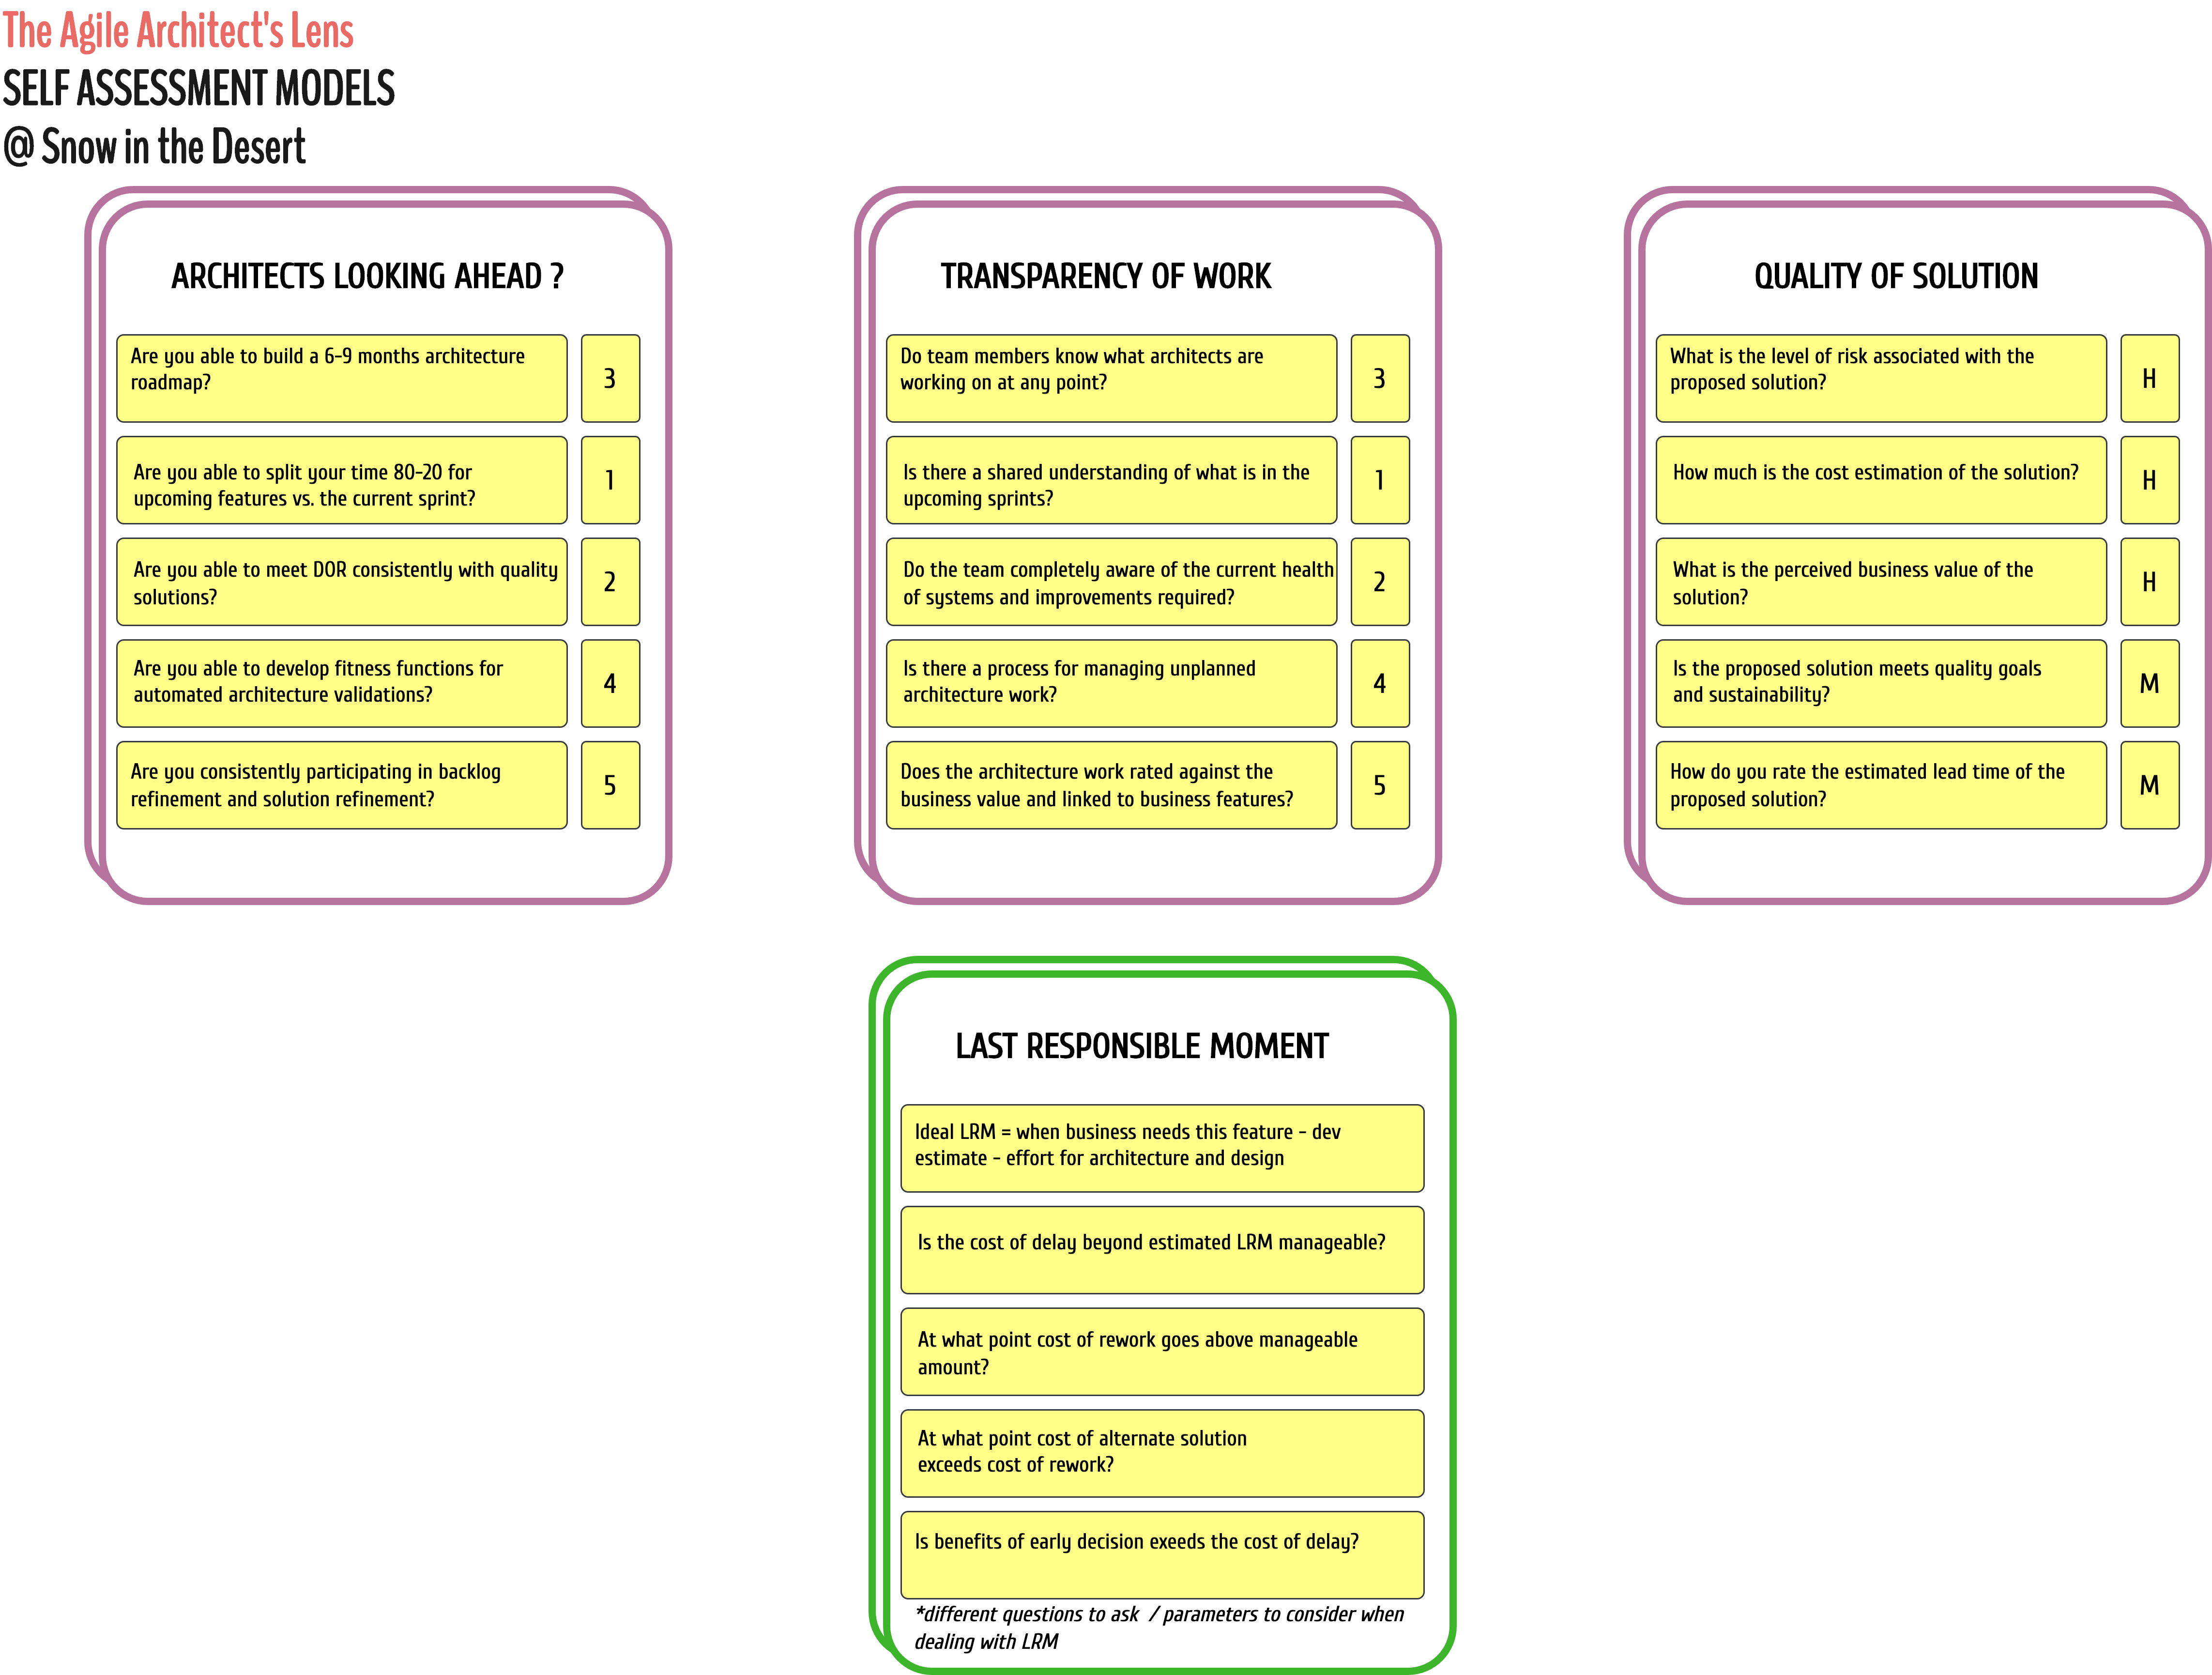 The Agile Architect's Lens
SELF ASSESSMENT MODELS
@ Snow in the Desert
ARCHITECTS LOOKING AHEAD ?
Are you able to build a 6-9 months architecture
roadmap?
3
Are you able to split your time 80-20 for
upcoming features vs. the current sprint?
1
Are you able to meet DOR consistently with quality
solutions?
2
Are you able to develop fitness functions for
automated architecture validations?
4
Are you consistently participating in backlog
refinement and solution refinement?
5
TRANSPARENCY OF WORK
Do team members know what architects are
working on at any point?
3
Is there a shared understanding of what is in the
upcoming sprints?
1
Do the team completely aware of the current health
of systems and improvements required?
2
Is there a process for managing unplanned
architecture work?
4
Does the architecture work rated against the
business value and linked to business features?
5
QUALITY OF SOLUTION
What is the level of risk associated with the
proposed solution?
H
How much is the cost estimation of the solution?
H
What is the perceived business value of the
solution?
H
Is the proposed solution meets quality goals
and sustainability?
M
How do you rate the estimated lead time of the
proposed solution?
M
LAST RESPONSIBLE MOMENT
Ideal LRM = when business needs this feature - dev
estimate - effort for architecture and design
Is the cost of delay beyond estimated LRM manageable?
At what point cost of rework goes above manageable
amount?
At what point cost of alternate solution
exceeds cost of rework?
Is benefits of early decision exeeds the cost of delay?
*different questions to ask / parameters to consider when
dealing with LRM